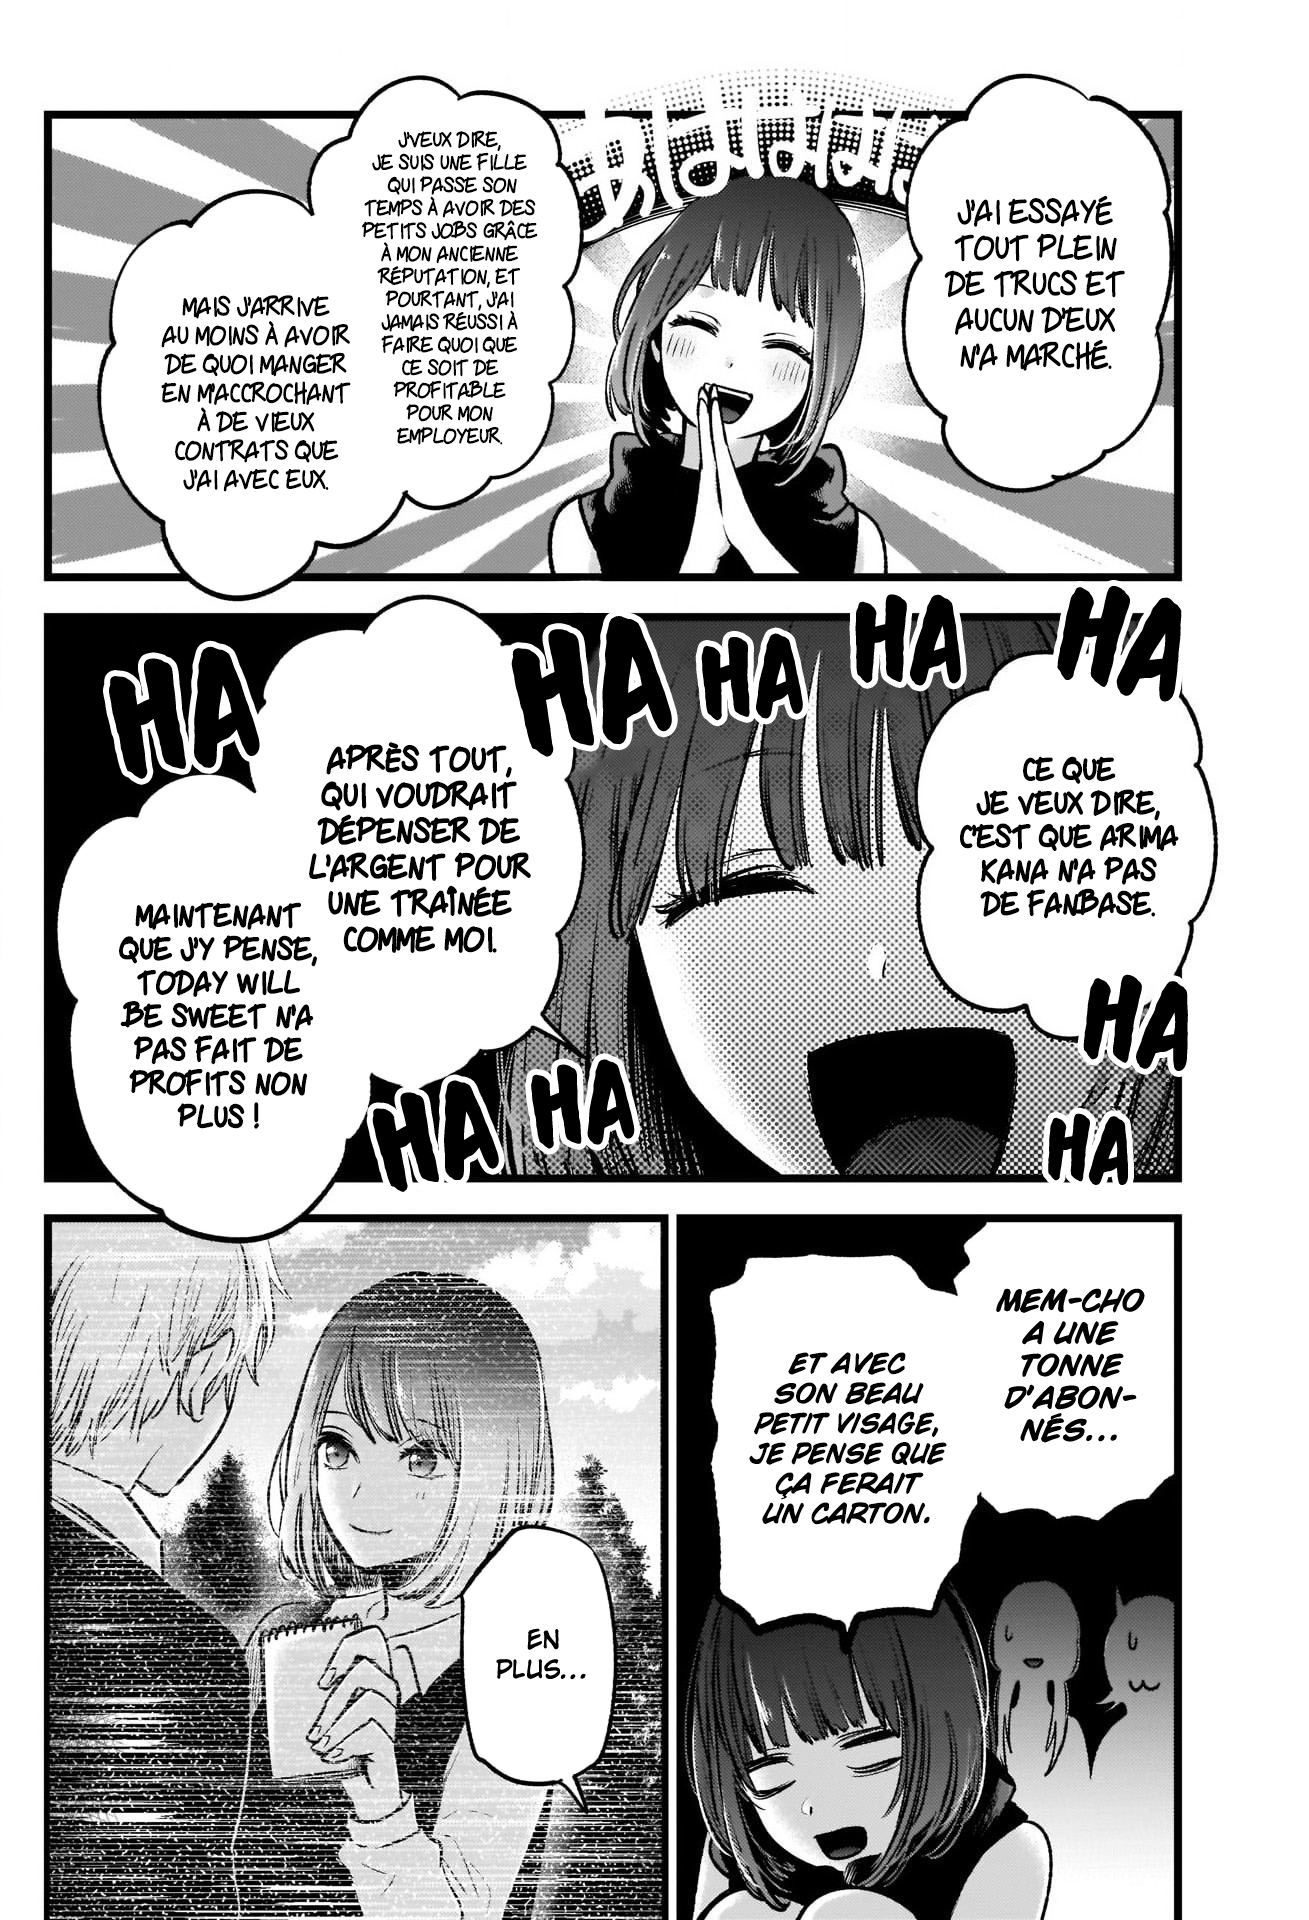 あはははは
J'AI ESSAYÉ
TOUT PLEIN
DE TRUCS ET
AUCUN D'EUX
N'A MARCHÉ.
J'VEUX DIRE,
JE SUIS UNE FILLE
QUI PASSE SON
TEMPS À AVOIR DES
PETITS JOBS GRÂCE
À MON ANCIENNE
RÉPUTATION, ET
POURTANT, J'AI
JAMAIS RÉUSSI À
FAIRE QUOI QUE
CE SOIT DE
PROFITABLE
POUR MON
EMPLOYEUR.
MAIS J'ARRIVE
AU MOINS À AVOIR
DE QUOI MANGER
EN M'ACCROCHANT
À DE VIEUX
CONTRATS QUE
J'AI AVEC EUX.
HA
HA
HA
HA
HA
CE QUE
JE VEUX DIRE,
C'EST QUE ARIMA
KANA N'A PAS
DE FANBASE.
APRÈS TOUT,
QUI VOUDRAIT
DÉPENSER DE
L'ARGENT POUR
UNE TRAÎNÉE
COMME MOI.
MAINTENANT
QUE J'Y PENSE,
TODAY WILL
BE SWEET N'A
PAS FAIT DE
PROFITS NON
PLUS !
HA
HA
HA
HA
MEM-CHO
A UNE
TONNE
D'ABON-
NÉS...
ET AVEC
SON BEAU
PETIT VISAGE,
JE PENSE QUE
ÇA FERAIT
UN CARTON.
EN
PLUS...